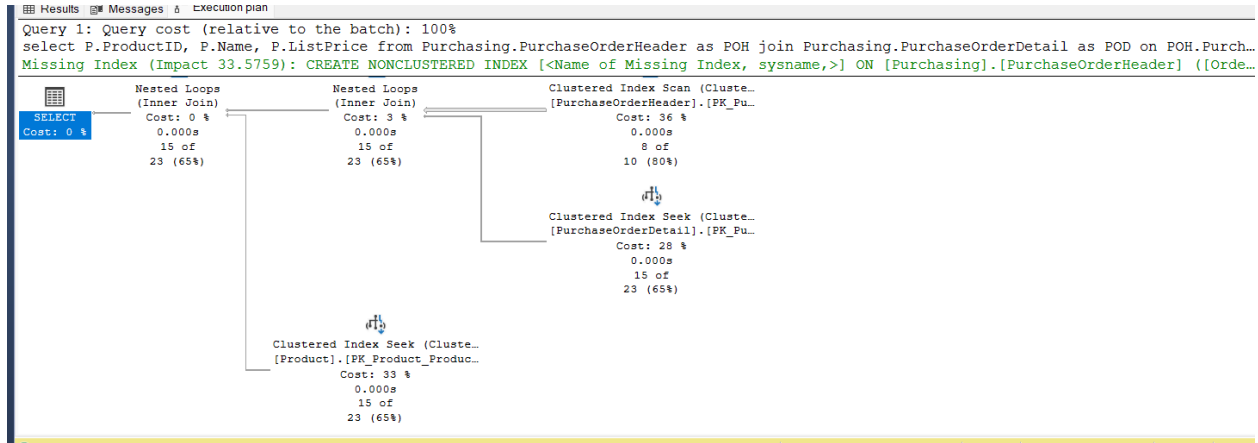 Results Messages Execution plan
Query 1: Query cost (relative to the batch): 100%
select P.ProductID, P.Name, P.ListPrice from Purchasing.PurchaseOrderHeader as POH join Purchasing.PurchaseOrderDetail as POD on POH.Purch…
Missing Index (Impact 33.5759): CREATE NONCLUSTERED INDEX [<Name of Missing Index, sysname,>] ON [Purchasing].[PurchaseOrderHeader] ([Orde…
SELECT
Cost: 0 %
Nested Loops
(Inner Join)
Cost: 0 %
0.000s
15 of
23 (65%)
Nested Loops
(Inner Join)
Cost: 3 %
0.000s
15 of
23 (65%)
Clustered Index Scan (Cluste…
[PurchaseOrderHeader].[PK_Pu…
Cost: 36 %
0.000s
8 of
10 (80%)
Clustered Index Seek (Cluste…
[PurchaseOrderDetail].[PK_Pu…
Cost: 28 %
0.000s
15 of
23 (65%)
Clustered Index Seek (Cluste…
[Product].[PK_Product_Produc…
Cost: 33 %
0.000s
15 of
23 (65%)